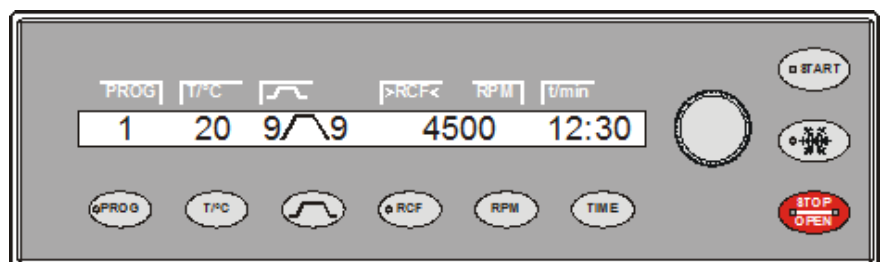 PROG T/°C >RCF< RPM t/min
1 20 9 9 4500 12:30
PROG T/°C RCF RPM TIME
START
STOP
OPEN